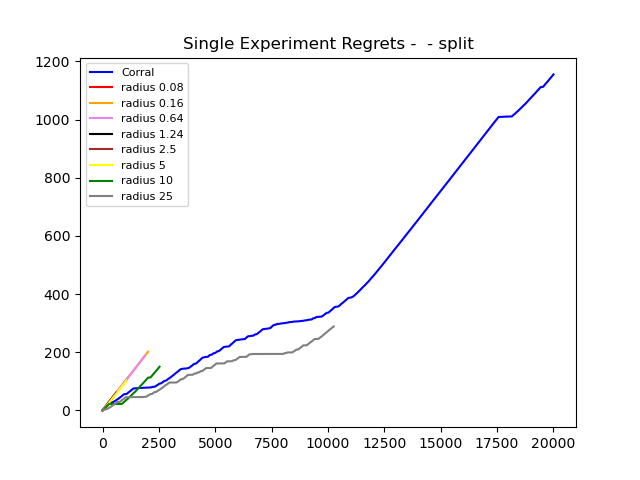 Single Experiment Regrets -  - split
1200
1000
800
600
400
200
0
Corral
radius 0.08
radius 0.16
radius 0.64
radius 1.24
radius 2.5
radius 5
radius 10
radius 25
0 2500 5000 7500 10000 12500 15000 17500 20000